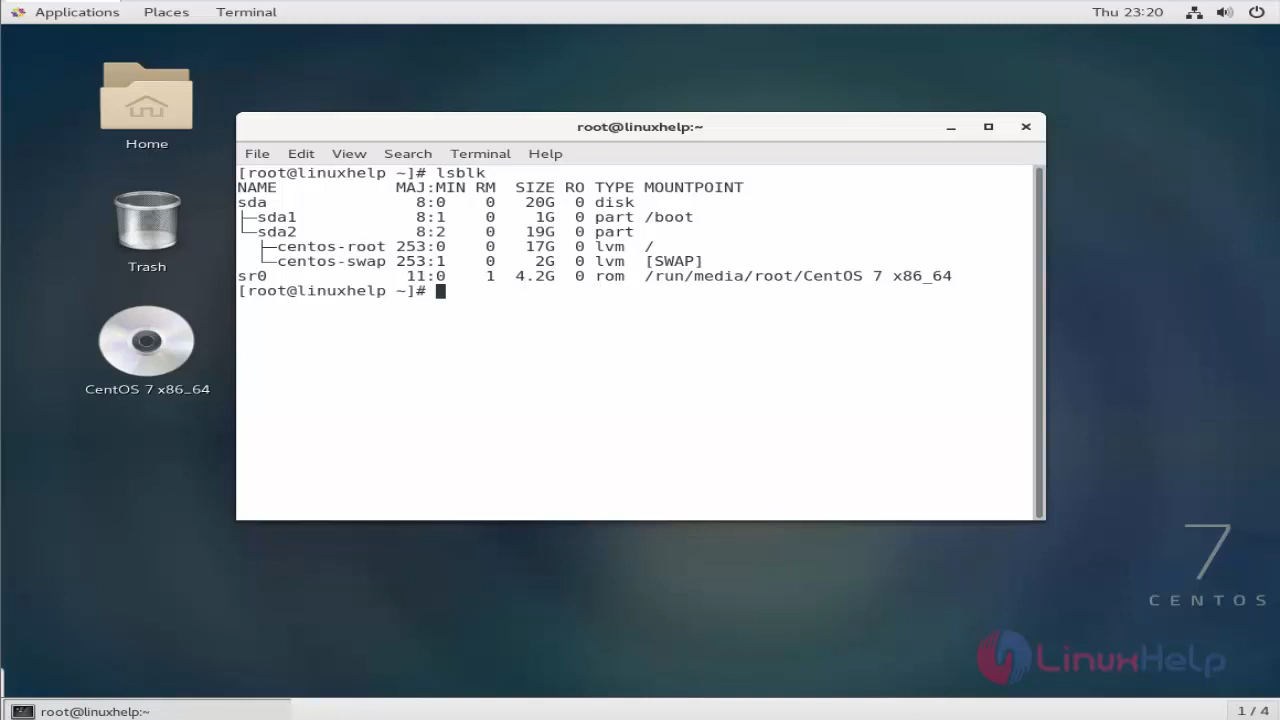 Applications Places Terminal Thu 23:20
Home
Trash
CentOS 7 x86_64
root@linuxhelp:~
File Edit View Search Terminal Help
[root@linuxhelp ~]# lsblk
NAME            MAJ:MIN RM  SIZE RO TYPE MOUNTPOINT
sda               8:0    0   20G  0 disk
├─sda1            8:1    0    1G  0 part /boot
└─sda2            8:2    0   19G  0 part
  ├─centos-root 253:0    0   17G  0 lvm  /
  └─centos-swap 253:1    0    2G  0 lvm  [SWAP]
sr0              11:0    1  4.2G  0 rom  /run/media/root/CentOS 7 x86_64
[root@linuxhelp ~]#
7
CENTOS
LinuxHelp
root@linuxhelp:~ 1 / 4